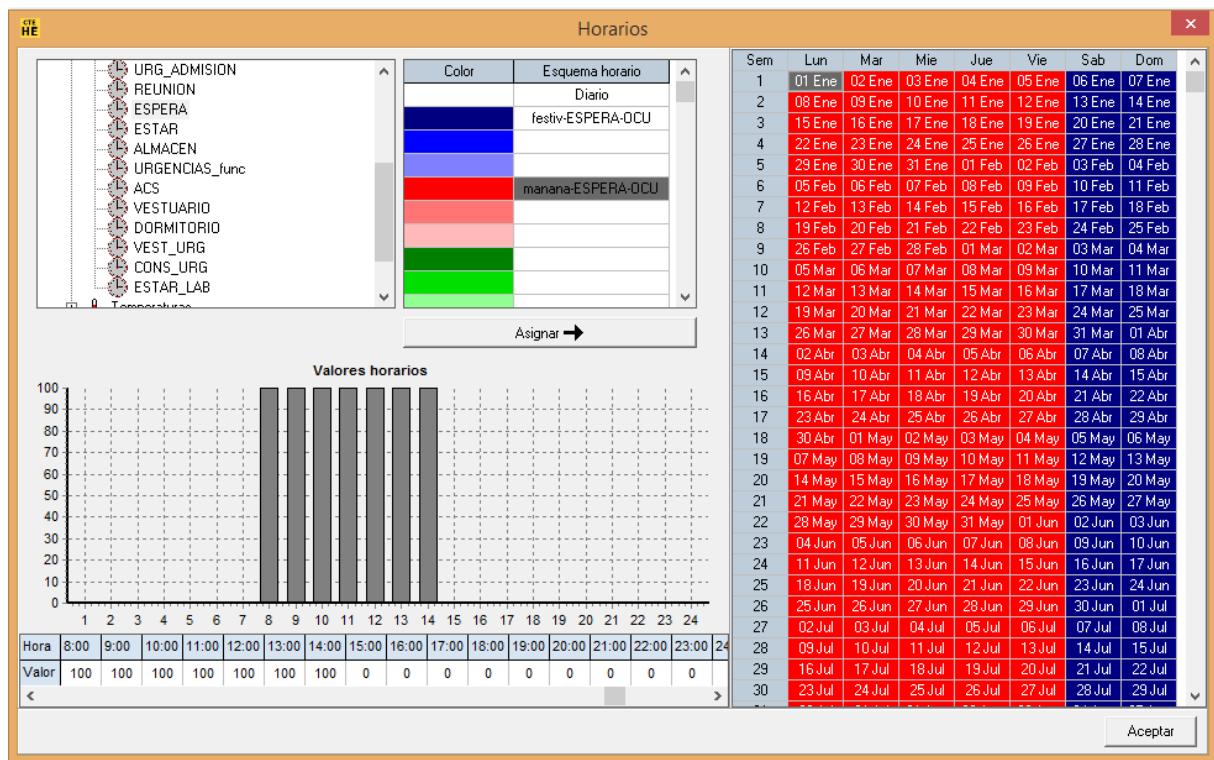 CTE
HE
Horarios
URG_ADMISION
REUNION
ESPERA
ESTAR
ALMACEN
URGENCIAS_func
ACS
VESTUARIO
DORMITORIO
VEST_URG
CONS_URG
ESTAR_LAB
Color Esquema horario
Diario
festiv-ESPERA-OCU
manana-ESPERA-OCU
Asignar
Valores horarios
100
90
80
70
60
50
40
30
20
10
0
1 2 3 4 5 6 7 8 9 10 11 12 13 14 15 16 17 18 19 20 21 22 23 24
Hora 8:00 9:00 10:00 11:00 12:00 13:00 14:00 15:00 16:00 17:00 18:00 19:00 20:00 21:00 22:00 23:00 24
Valor 100 100 100 100 100 100 100 0 0 0 0 0 0 0 0 0
Sem Lun Mar Mie Jue Vie Sab Dom
1 01 Ene 02 Ene 03 Ene 04 Ene 05 Ene 06 Ene 07 Ene
2 08 Ene 09 Ene 10 Ene 11 Ene 12 Ene 13 Ene 14 Ene
3 15 Ene 16 Ene 17 Ene 18 Ene 19 Ene 20 Ene 21 Ene
4 22 Ene 23 Ene 24 Ene 25 Ene 26 Ene 27 Ene 28 Ene
5 29 Ene 30 Ene 31 Ene 01 Feb 02 Feb 03 Feb 04 Feb
6 05 Feb 06 Feb 07 Feb 08 Feb 09 Feb 10 Feb 11 Feb
7 12 Feb 13 Feb 14 Feb 15 Feb 16 Feb 17 Feb 18 Feb
8 19 Feb 20 Feb 21 Feb 22 Feb 23 Feb 24 Feb 25 Feb
9 26 Feb 27 Feb 28 Feb 01 Mar 02 Mar 03 Mar 04 Mar
10 05 Mar 06 Mar 07 Mar 08 Mar 09 Mar 10 Mar 11 Mar
11 12 Mar 13 Mar 14 Mar 15 Mar 16 Mar 17 Mar 18 Mar
12 19 Mar 20 Mar 21 Mar 22 Mar 23 Mar 24 Mar 25 Mar
13 26 Mar 27 Mar 28 Mar 29 Mar 30 Mar 31 Mar 01 Abr
14 02 Abr 03 Abr 04 Abr 05 Abr 06 Abr 07 Abr 08 Abr
15 09 Abr 10 Abr 11 Abr 12 Abr 13 Abr 14 Abr 15 Abr
16 16 Abr 17 Abr 18 Abr 19 Abr 20 Abr 21 Abr 22 Abr
17 23 Abr 24 Abr 25 Abr 26 Abr 27 Abr 28 Abr 29 Abr
18 30 Abr 01 May 02 May 03 May 04 May 05 May 06 May
19 07 May 08 May 09 May 10 May 11 May 12 May 13 May
20 14 May 15 May 16 May 17 May 18 May 19 May 20 May
21 21 May 22 May 23 May 24 May 25 May 26 May 27 May
22 28 May 29 May 30 May 31 May 01 Jun 02 Jun 03 Jun
23 04 Jun 05 Jun 06 Jun 07 Jun 08 Jun 09 Jun 10 Jun
24 11 Jun 12 Jun 13 Jun 14 Jun 15 Jun 16 Jun 17 Jun
25 18 Jun 19 Jun 20 Jun 21 Jun 22 Jun 23 Jun 24 Jun
26 25 Jun 26 Jun 27 Jun 28 Jun 29 Jun 30 Jun 01 Jul
27 02 Jul 03 Jul 04 Jul 05 Jul 06 Jul 07 Jul 08 Jul
28 09 Jul 10 Jul 11 Jul 12 Jul 13 Jul 14 Jul 15 Jul
29 16 Jul 17 Jul 18 Jul 19 Jul 20 Jul 21 Jul 22 Jul
30 23 Jul 24 Jul 25 Jul 26 Jul 27 Jul 28 Jul 29 Jul
Aceptar